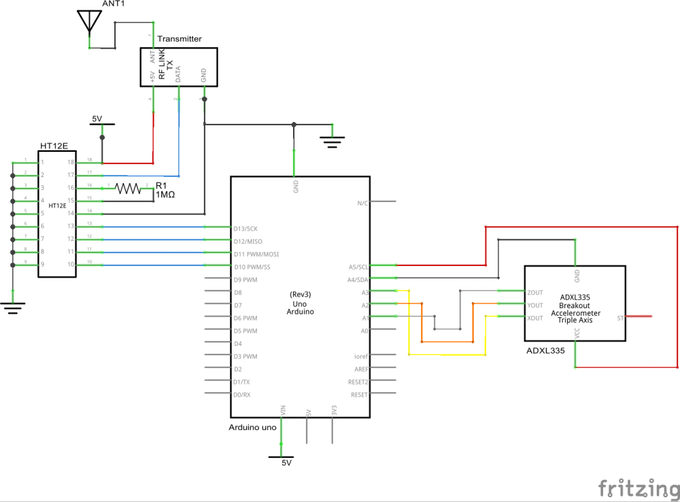 ANT1
Transmitter
ANT
RF LINK
TX
+5V
DATA
GND
5V
HT12E
HT12E
1
2
3
4
5
6
7
8
9
18
17
16
15
14
13
12
11
10
R1
1MΩ
GND
N/C
D13/SCK
D12/MISO
D11 PWM/MOSI
D10 PWM/SS
D9 PWM
D8
D7
D6 PWM
D5 PWM
D4
D3 PWM
D2
D1/TX
D0/RX
(Rev3)
Uno
Arduino
A5/SCL
A4/SDA
A3
A2
A1
A0
ioref
AREF
RESET2
RESET
VIN
5V
3V3
Arduino uno
5V
GND
ZOUT
YOUT
XOUT
ADXL335
Breakout
Accelerometer
Triple Axis
ST
VCC
ADXL335
fritzing